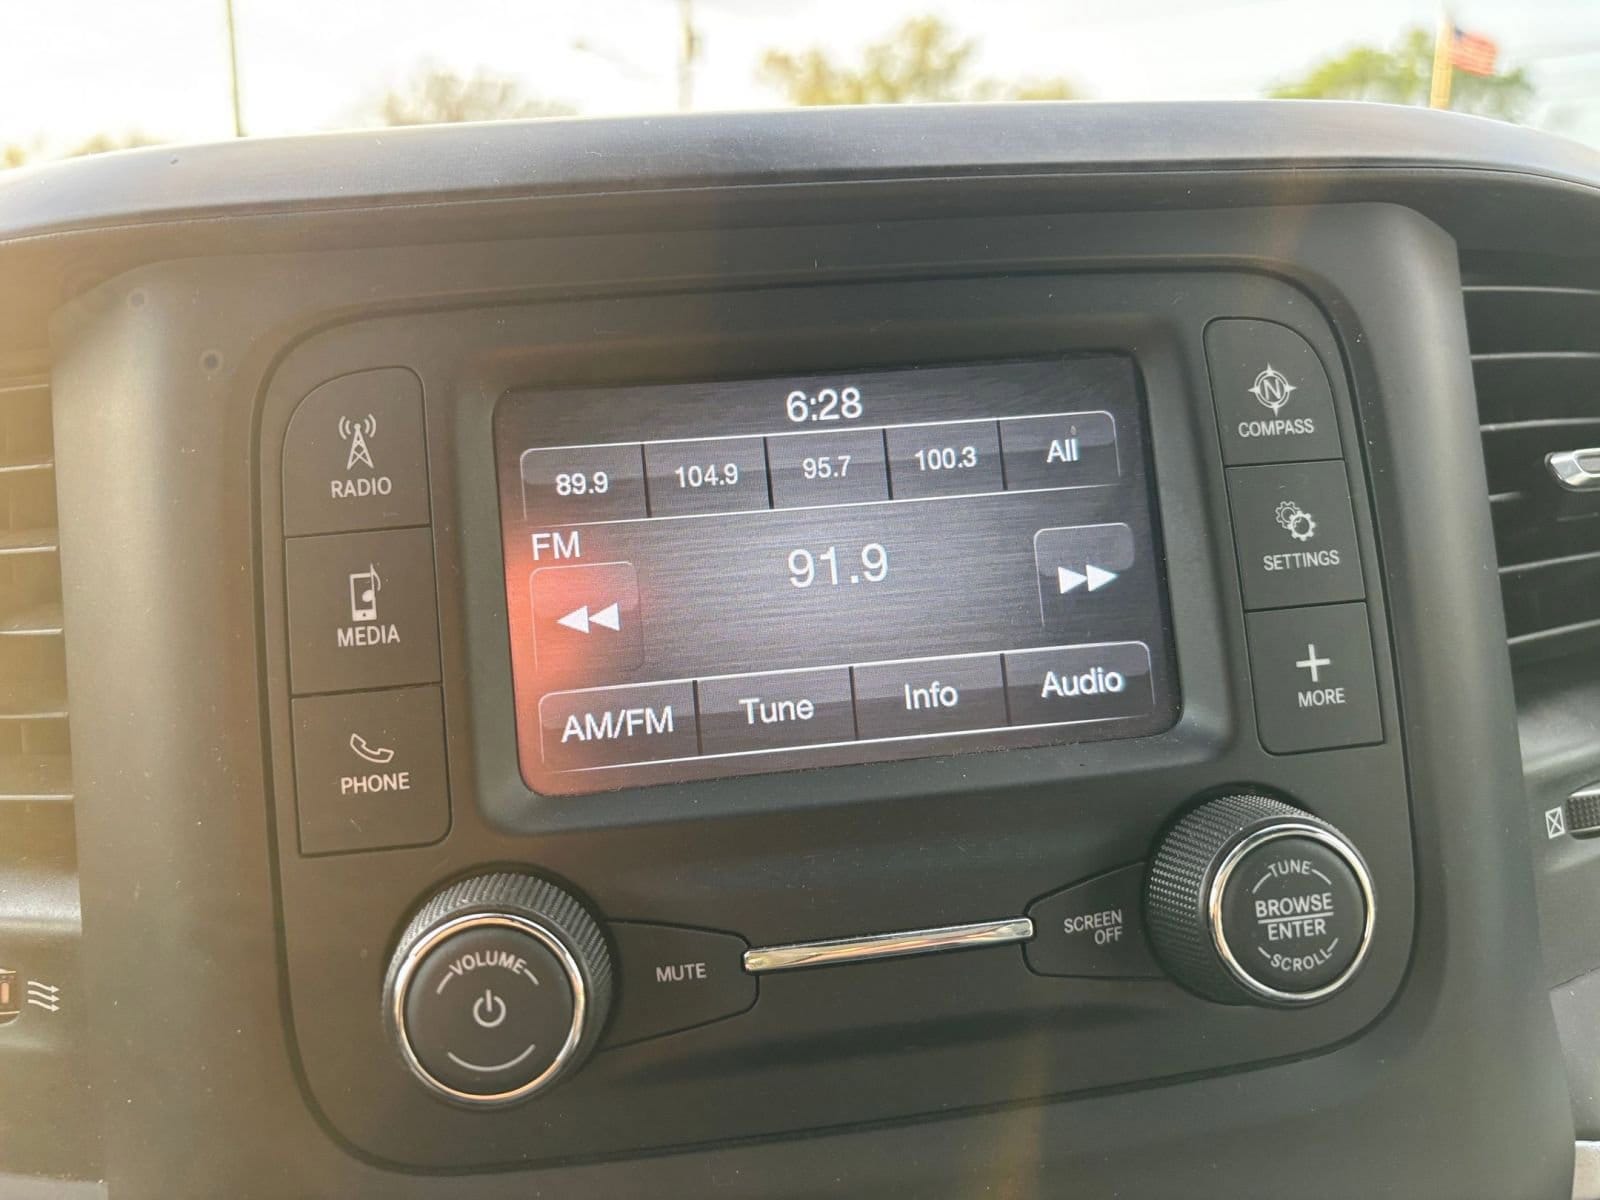 6:28
89.9 104.9 95.7 100.3 All
FM
91.9
AM/FM Tune Info Audio
RADIO
MEDIA
PHONE
N
COMPASS
SETTINGS
MORE
VOLUME
MUTE
SCREEN
OFF
TUNE
BROWSE
ENTER
SCROLL